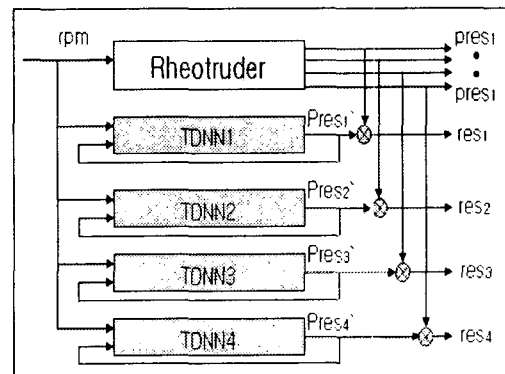 rpm
Rheotruder
pres1
pres1
TDNN1
Pres1`
res1
TDNN2
Pres2`
res2
TDNN3
Pres3`
res3
TDNN4
Pres4`
res4